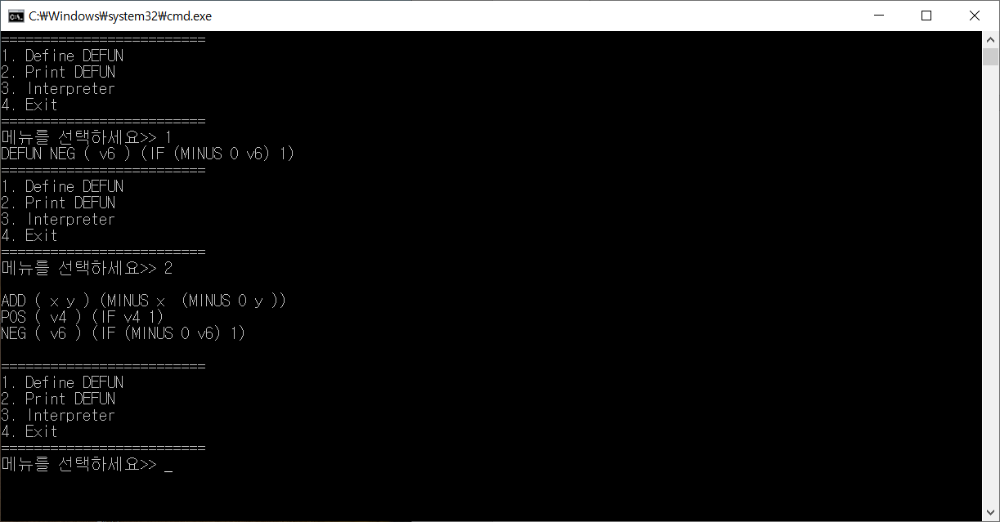 C:₩Windows₩system32₩cmd.exe
=========================
1. Define DEFUN
2. Print DEFUN
3. Interpreter
4. Exit
=========================
메뉴를 선택하세요>> 1
DEFUN NEG ( v6 ) (IF (MINUS 0 v6) 1)
=========================
1. Define DEFUN
2. Print DEFUN
3. Interpreter
4. Exit
=========================
메뉴를 선택하세요>> 2
ADD ( x y ) (MINUS x  (MINUS 0 y ))
POS ( v4 ) (IF v4 1)
NEG ( v6 ) (IF (MINUS 0 v6) 1)
=========================
1. Define DEFUN
2. Print DEFUN
3. Interpreter
4. Exit
=========================
메뉴를 선택하세요>> _